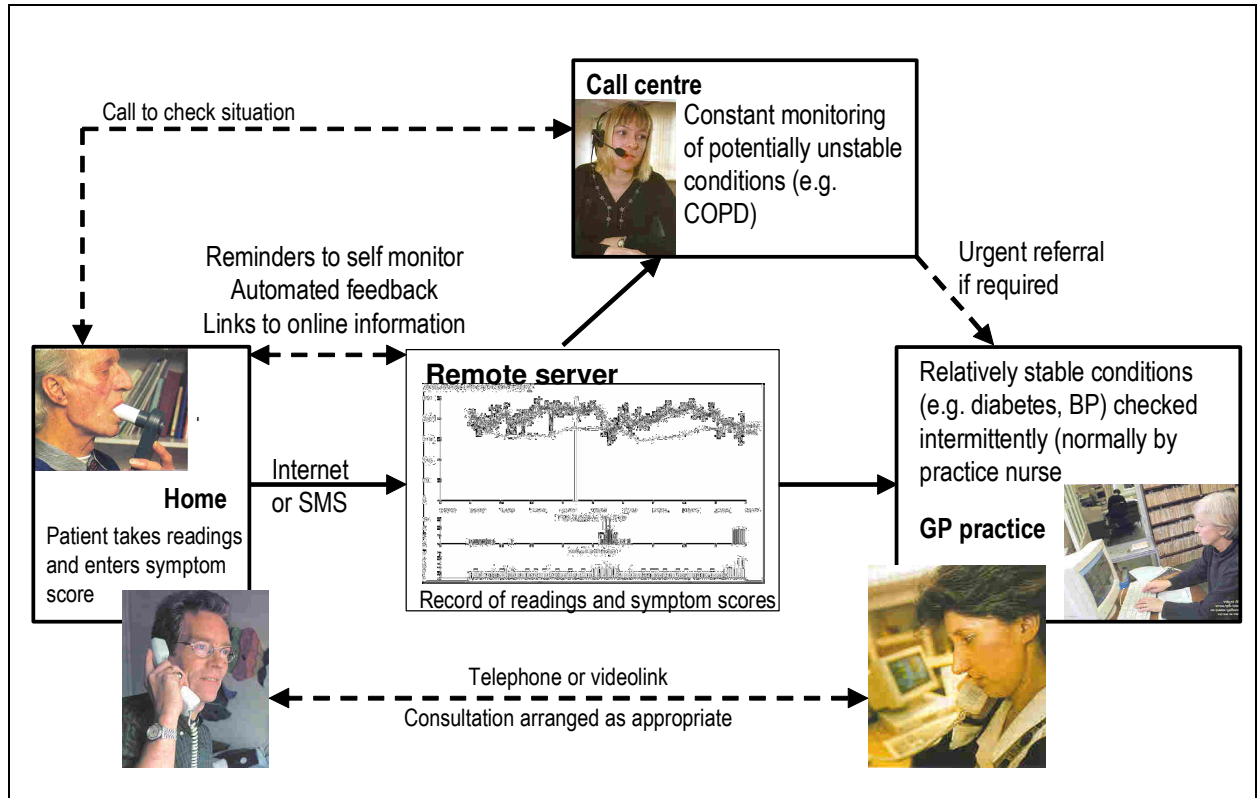 Call centre
Constant monitoring
of potentially unstable
conditions (e.g.
COPD)
Call to check situation
Reminders to self monitor
Automated feedback
Links to online information
Urgent referral
if required
Home
Patient takes readings
and enters symptom
score
Internet
or SMS
Remote server
Record of readings and symptom scores
Relatively stable conditions
(e.g. diabetes, BP) checked
intermittently (normally by
practice nurse
GP practice
Telephone or videolink
Consultation arranged as appropriate